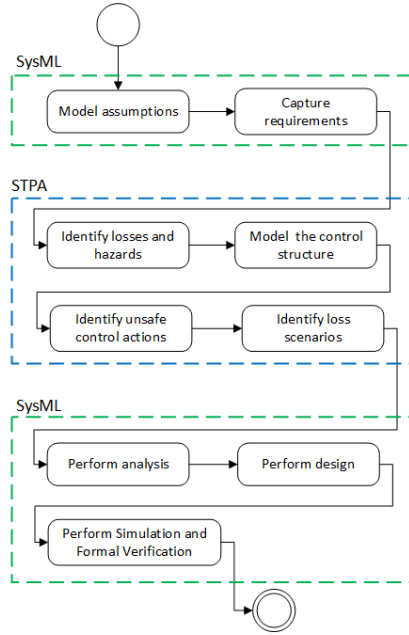 SysML
Model assumptions
Capture
requirements
STPA
Identify losses and
hazards
Model the control
structure
Identify unsafe
control actions
Identify loss
scenarios
SysML
Perform analysis
Perform design
Perform Simulation and
Formal Verification